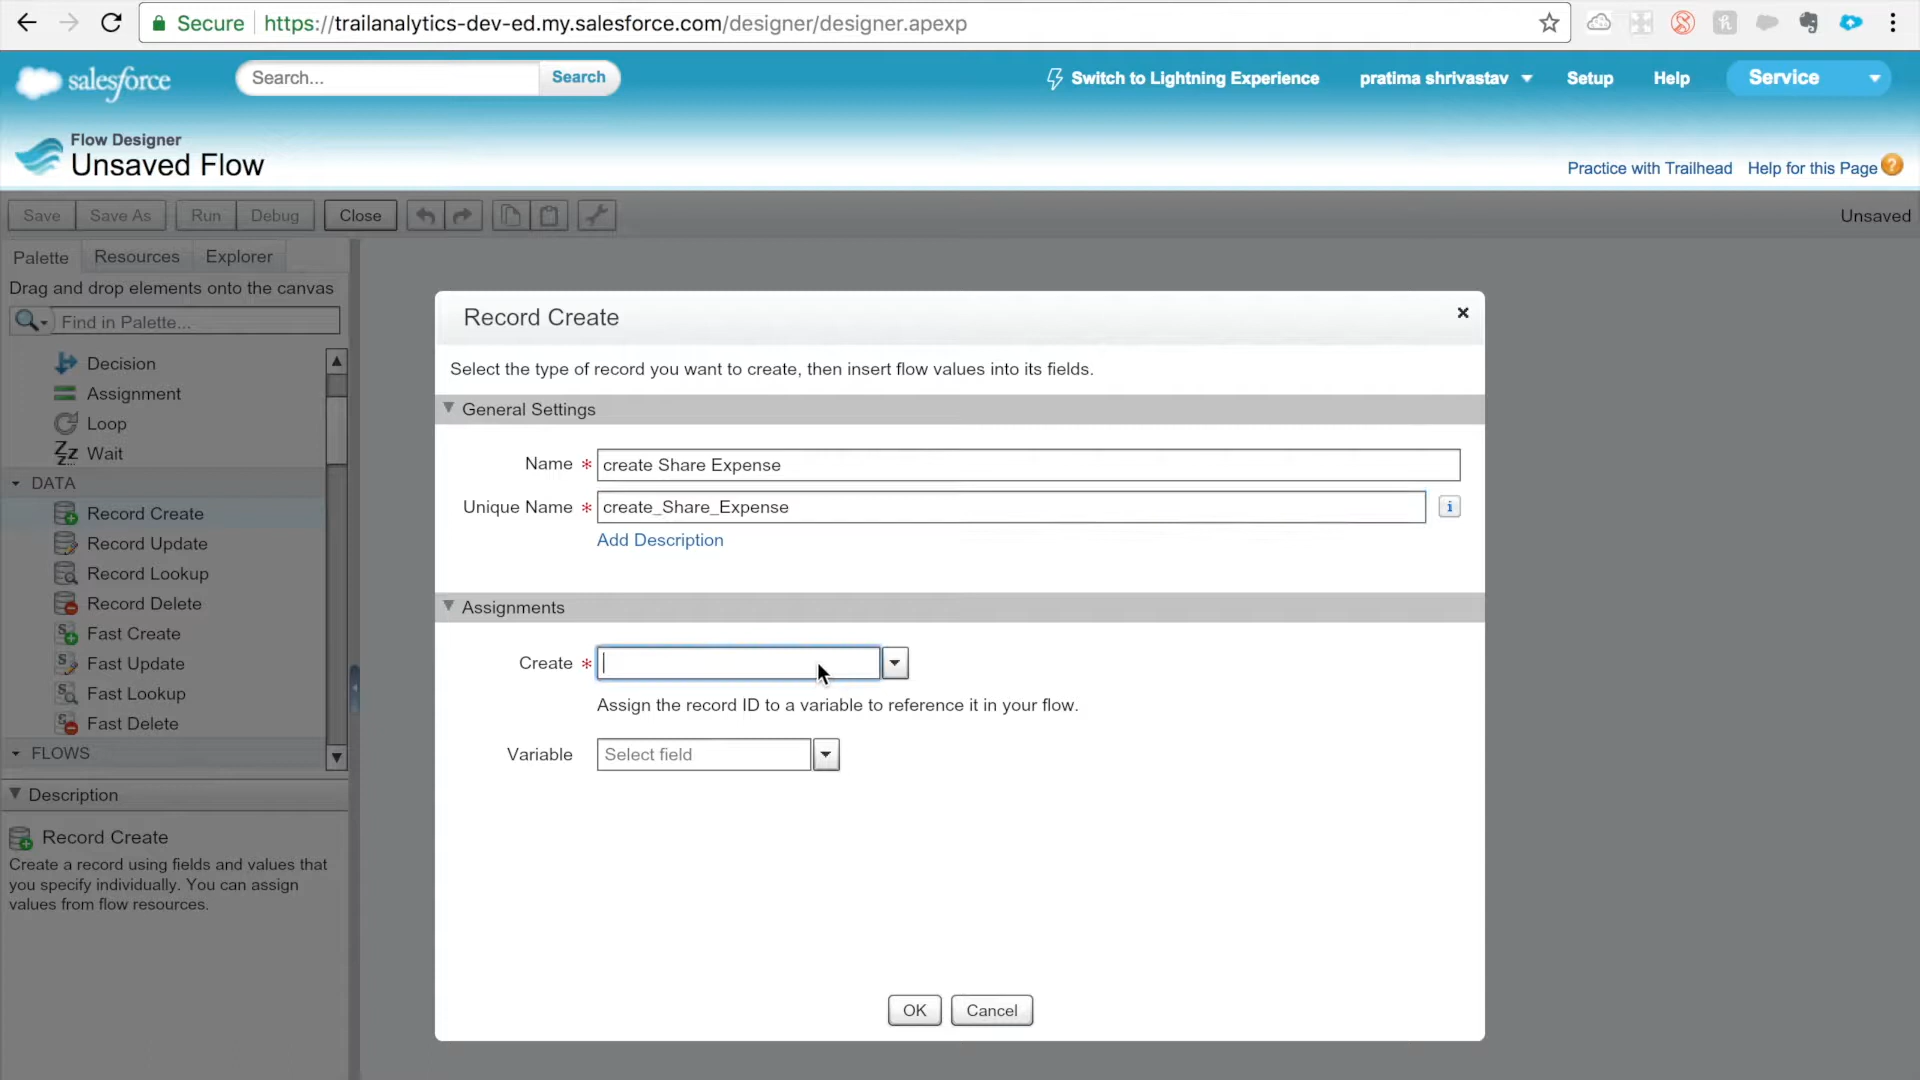 Secure https://trailanalytics-dev-ed.my.salesforce.com/designer/designer.apexp
salesforce
Search...
Search
Switch to Lightning Experience
pratima shrivastav
Setup
Help
Service
Flow Designer
Unsaved Flow
Practice with Trailhead
Help for this Page ?
Save
Save As
Run
Debug
Close
Unsaved
Palette
Resources
Explorer
Drag and drop elements onto the canvas
Find in Palette...
Decision
Assignment
Loop
Wait
DATA
Record Create
Record Update
Record Lookup
Record Delete
Fast Create
Fast Update
Fast Lookup
Fast Delete
FLOWS
Description
Record Create
Create a record using fields and values that
you specify individually. You can assign
values from flow resources.
Record Create
Select the type of record you want to create, then insert flow values into its fields.
General Settings
Name * create Share Expense
Unique Name * create_Share_Expense
Add Description
Assignments
Create *
Assign the record ID to a variable to reference it in your flow.
Variable Select field
OK
Cancel